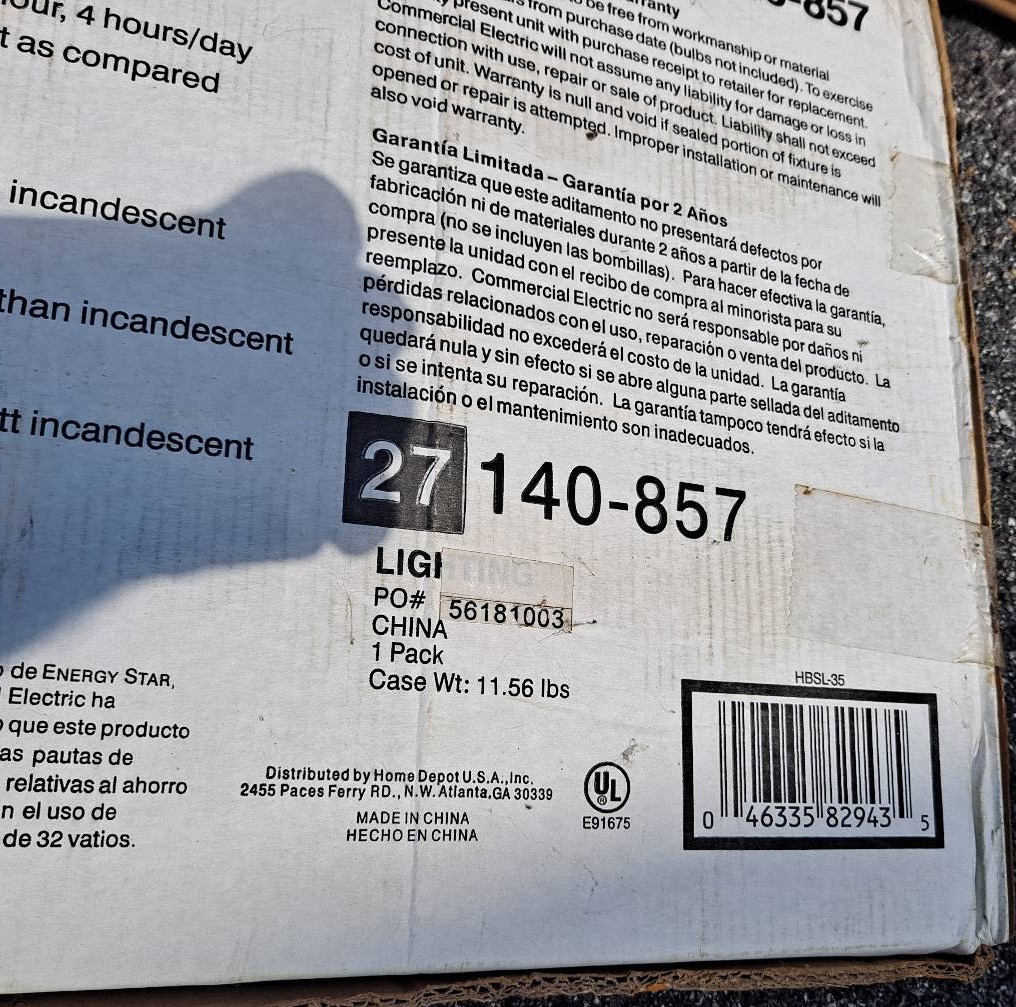 our, 4 hours/day
t as compared
incandescent
than incandescent
tt incandescent
-857
be free from workmanship or material
from purchase date (bulbs not included). To exercise
present unit with purchase receipt to retailer for replacement.
Commercial Electric will not assume any liability for damage or loss in
connection with use, repair or sale of product. Liability shall not exceed
cost of unit. Warranty is null and void if sealed portion of fixture is
opened or repair is attempted. Improper installation or maintenance will
also void warranty.
Garantía Limitada – Garantía por 2 Años
Se garantiza que este aditamento no presentará defectos por
fabricación ni de materiales durante 2 años a partir de la fecha de
compra (no se incluyen las bombillas). Para hacer efectiva la garantía,
presente la unidad con el recibo de compra al minorista para su
reemplazo. Commercial Electric no será responsable por daños ni
pérdidas relacionados con el uso, reparación o venta del producto. La
responsabilidad no excederá el costo de la unidad. La garantía
quedará nula y sin efecto si se abre alguna parte sellada del aditamento
o si se intenta su reparación. La garantía tampoco tendrá efecto si la
instalación o el mantenimiento son inadecuados.
27 140-857
LIGHTING
PO# 56181003
CHINA
1 Pack
Case Wt: 11.56 lbs
de ENERGY STAR,
Electric ha
que este producto
as pautas de
relativas al ahorro
n el uso de
de 32 vatios.
Distributed by Home Depot U.S.A.,Inc.
2455 Paces Ferry RD., N.W. Atlanta,GA 30339
MADE IN CHINA
HECHO EN CHINA
UL
®
E91675
HBSL-35
0 46335 82943 5